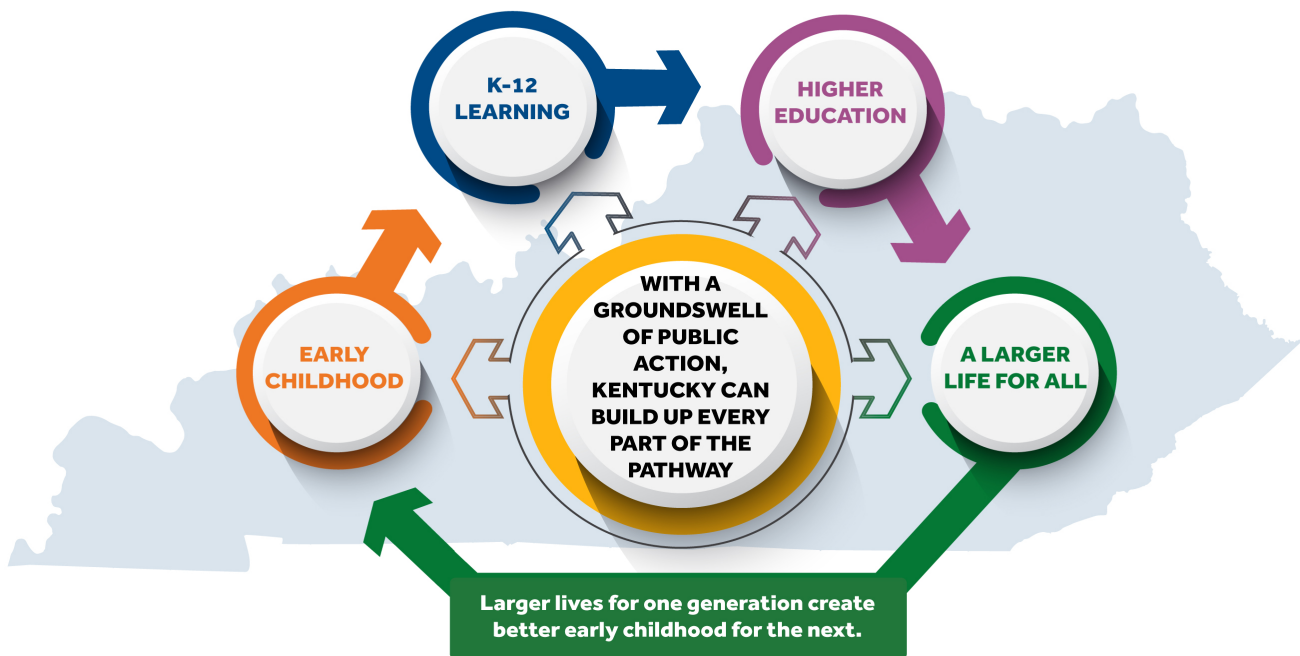 K-12
LEARNING
HIGHER
EDUCATION
EARLY
CHILDHOOD
WITH A
GROUNDSWELL
OF PUBLIC
ACTION,
KENTUCKY CAN
BUILD UP EVERY
PART OF THE
PATHWAY
A LARGER
LIFE FOR ALL
Larger lives for one generation create
better early childhood for the next.